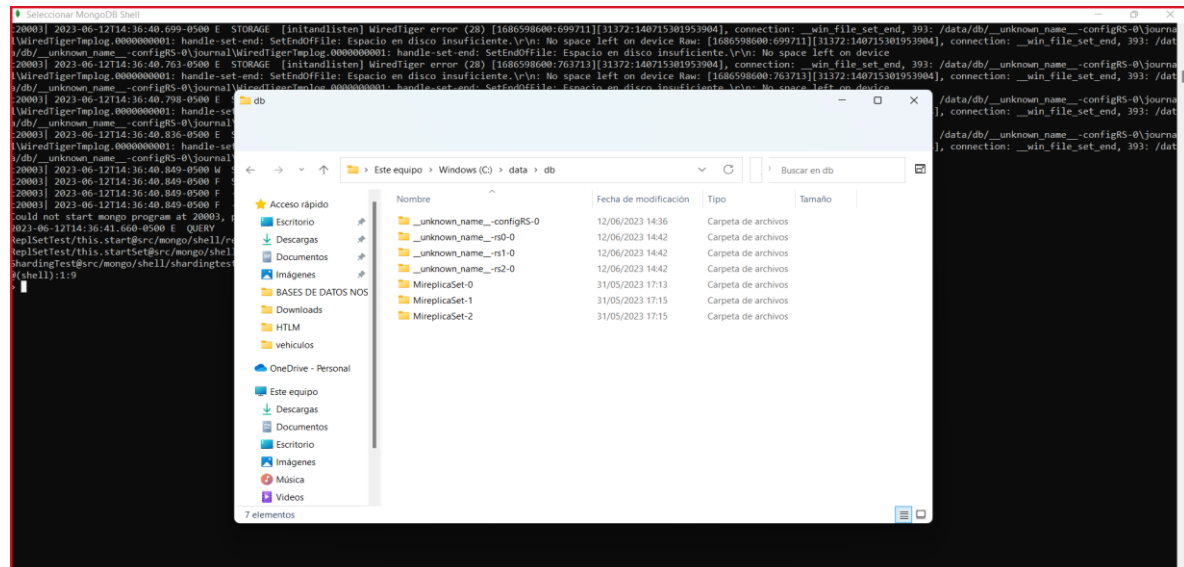 Seleccionar MongoDB Shell
:20003| 2023-06-12T14:36:40.699-0500 E  STORAGE  [initandlisten] WiredTiger error (28) [1686598600:699711][31372:140715301953904], connection: __win_file_set_end, 393: /data/db/__unknown_name__-configRS-0\journa
l\WiredTigerTmplog.0000000001: handle-set-end: SetEndOfFile: Espacio en disco insuficiente.\r\n: No space left on device Raw: [1686598600:699711][31372:140715301953904], connection: __win_file_set_end, 393: /dat
:20003| 2023-06-12T14:36:40.763-0500 E  STORAGE  [initandlisten] WiredTiger error (28) [1686598600:763713][31372:140715301953904], connection: __win_file_set_end, 393: /data/db/__unknown_name__-configRS-0\journa
l\WiredTigerTmplog.0000000001: handle-set-end: SetEndOfFile: Espacio en disco insuficiente.\r\n: No space left on device Raw: [1686598600:763713][31372:140715301953904], connection: __win_file_set_end, 393: /dat
a/db/__unknown_name__-configRS-0\journal\WiredTigerTmplog.0000000001: handle-set-end: SetEndOfFile: Espacio en disco insuficiente.\r\n: No space left on device
:20003| 2023-06-12T14:36:40.798-0500 E /data/db/__unknown_name__-configRS-0\journa
l\WiredTigerTmplog.0000000001: handle-set ], connection: __win_file_set_end, 393: /dat
a/db/__unknown_name__-configRS-0\journal\
:20003| 2023-06-12T14:36:40.836-0500 E /data/db/__unknown_name__-configRS-0\journa
l\WiredTigerTmplog.0000000001: handle-set ], connection: __win_file_set_end, 393: /dat
a/db/__unknown_name__-configRS-0\journal\
:20003| 2023-06-12T14:36:40.849-0500 W
:20003| 2023-06-12T14:36:40.849-0500 F
:20003| 2023-06-12T14:36:40.849-0500 F  -
:20003| 2023-06-12T14:36:40.849-0500 F  -
Could not start mongo program at 20003, p
2023-06-12T14:36:41.660-0500 E  QUERY
ReplSetTest/this.start@src/mongo/shell/re
ReplSetTest/this.startSet@src/mongo/shell
ShardingTest@src/mongo/shell/shardingtest
@(shell):1:9
>
db
Este equipo > Windows (C:) > data > db
Buscar en db
Acceso rápido
Escritorio
Descargas
Documentos
Imágenes
BASES DE DATOS NOS
Downloads
HTLM
vehiculos
OneDrive - Personal
Este equipo
Descargas
Documentos
Escritorio
Imágenes
Música
Videos
Nombre Fecha de modificación Tipo Tamaño
__unknown_name__-configRS-0 12/06/2023 14:36 Carpeta de archivos
__unknown_name__-rs0-0 12/06/2023 14:42 Carpeta de archivos
__unknown_name__-rs1-0 12/06/2023 14:42 Carpeta de archivos
__unknown_name__-rs2-0 12/06/2023 14:42 Carpeta de archivos
MireplicaSet-0 31/05/2023 17:13 Carpeta de archivos
MireplicaSet-1 31/05/2023 17:15 Carpeta de archivos
MireplicaSet-2 31/05/2023 17:15 Carpeta de archivos
7 elementos